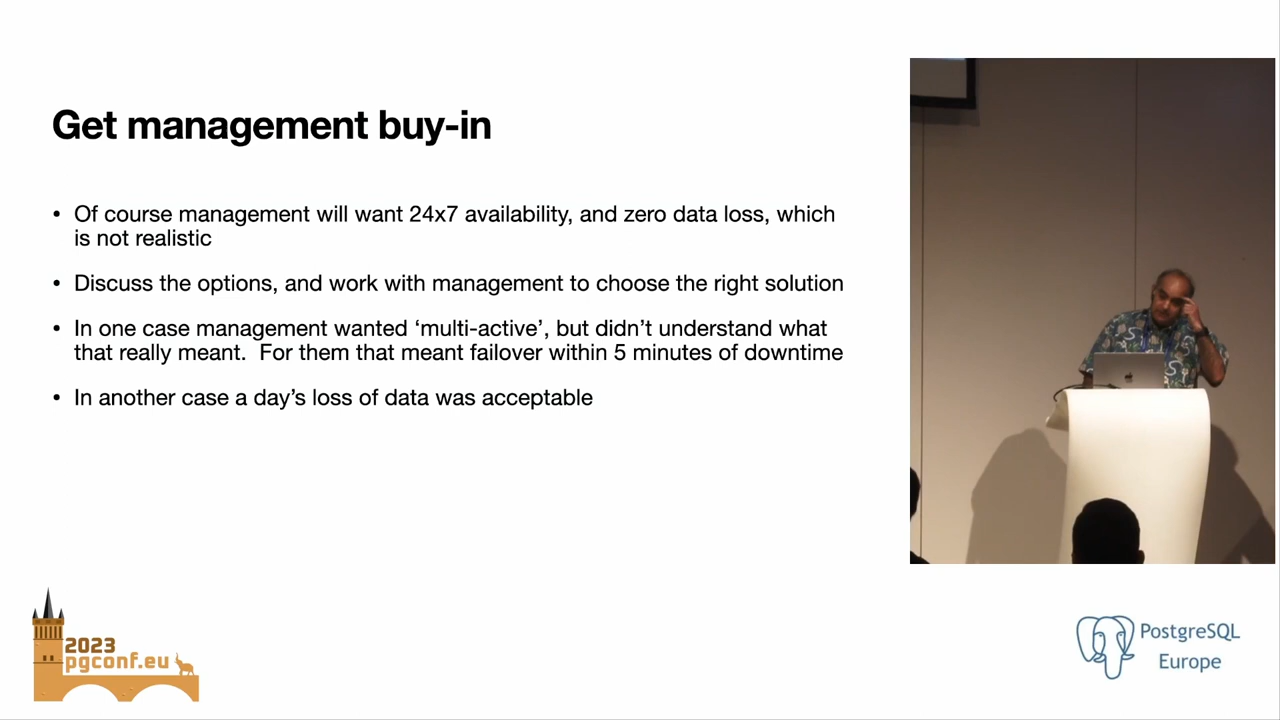 Get management buy-in
• Of course management will want 24x7 availability, and zero data loss, which
is not realistic
• Discuss the options, and work with management to choose the right solution
• In one case management wanted ‘multi-active’, but didn’t understand what
that really meant.  For them that meant failover within 5 minutes of downtime
• In another case a day’s loss of data was acceptable
2023
pgconf.eu
PostgreSQL
Europe